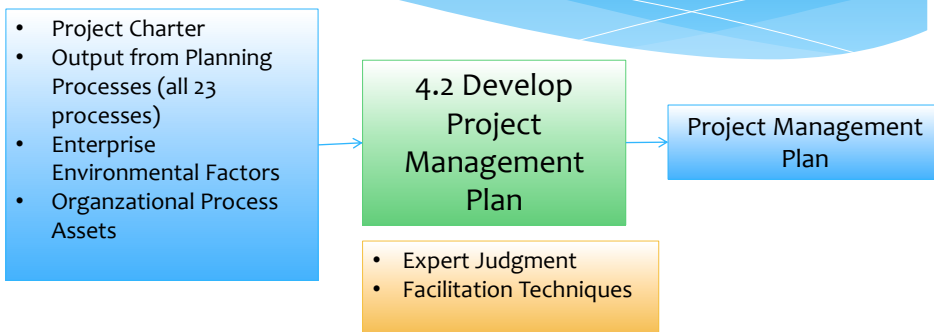 • Project Charter
• Output from Planning
Processes (all 23
processes)
• Enterprise
Environmental Factors
• Organzational Process
Assets
4.2 Develop
Project
Management
Plan
Project Management
Plan
• Expert Judgment
• Facilitation Techniques